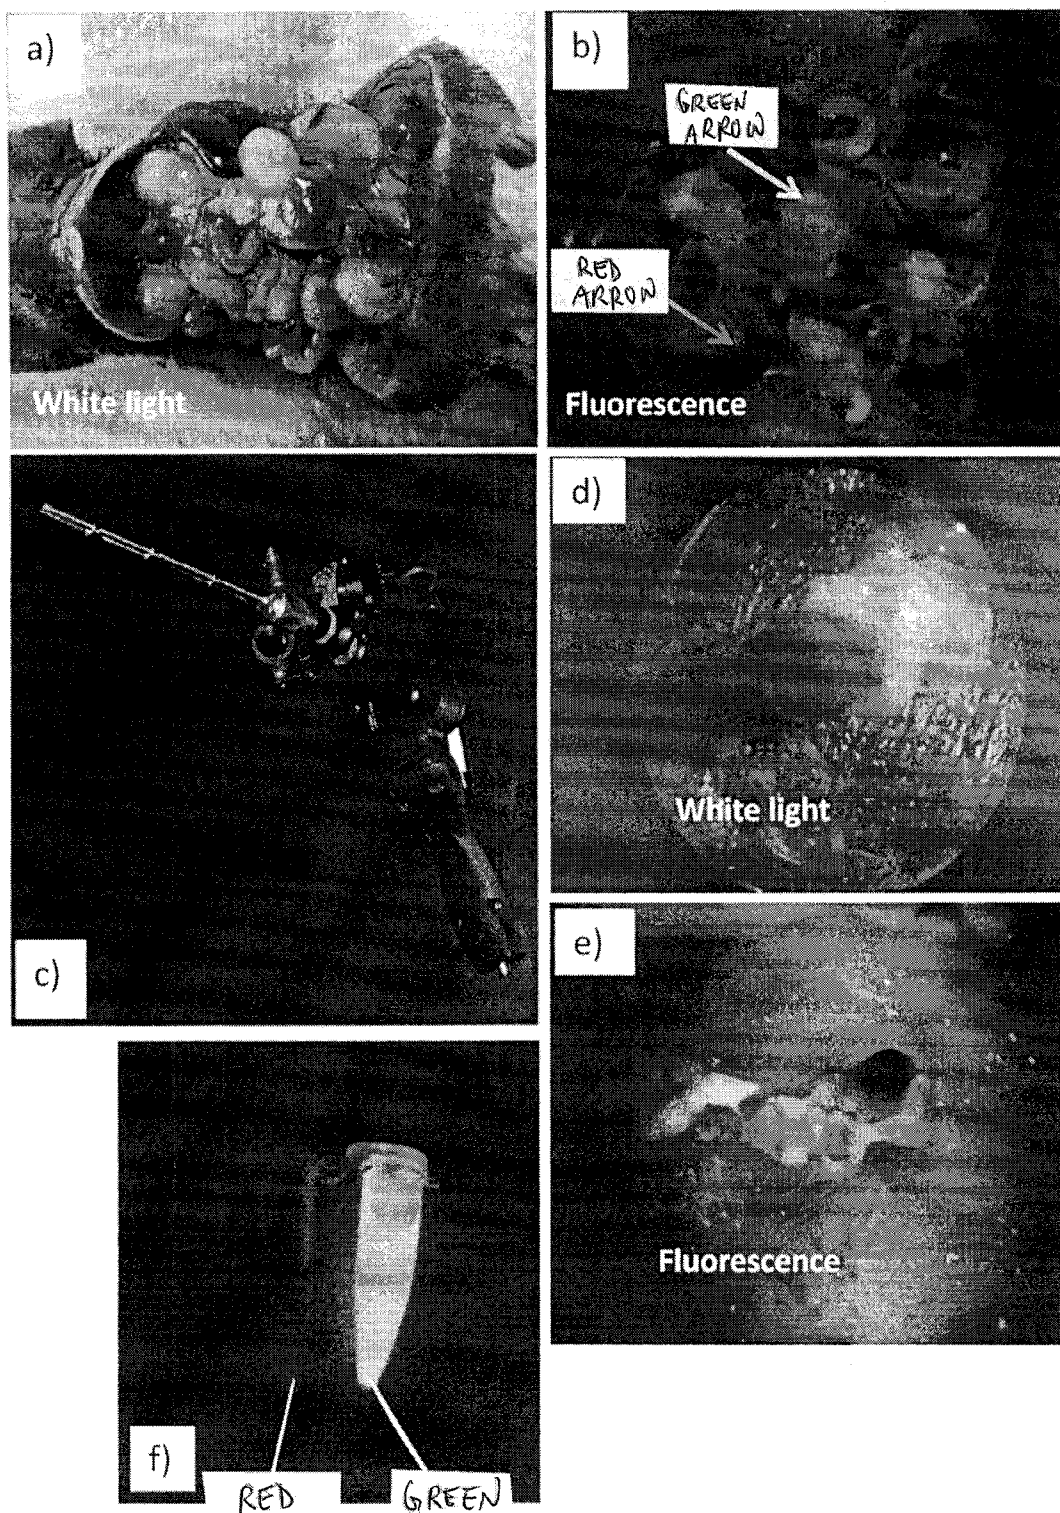 a)
White light
b)
GREEN
ARROW
RED
ARROW
Fluorescence
c)
d)
White light
e)
Fluorescence
f)
RED
GREEN